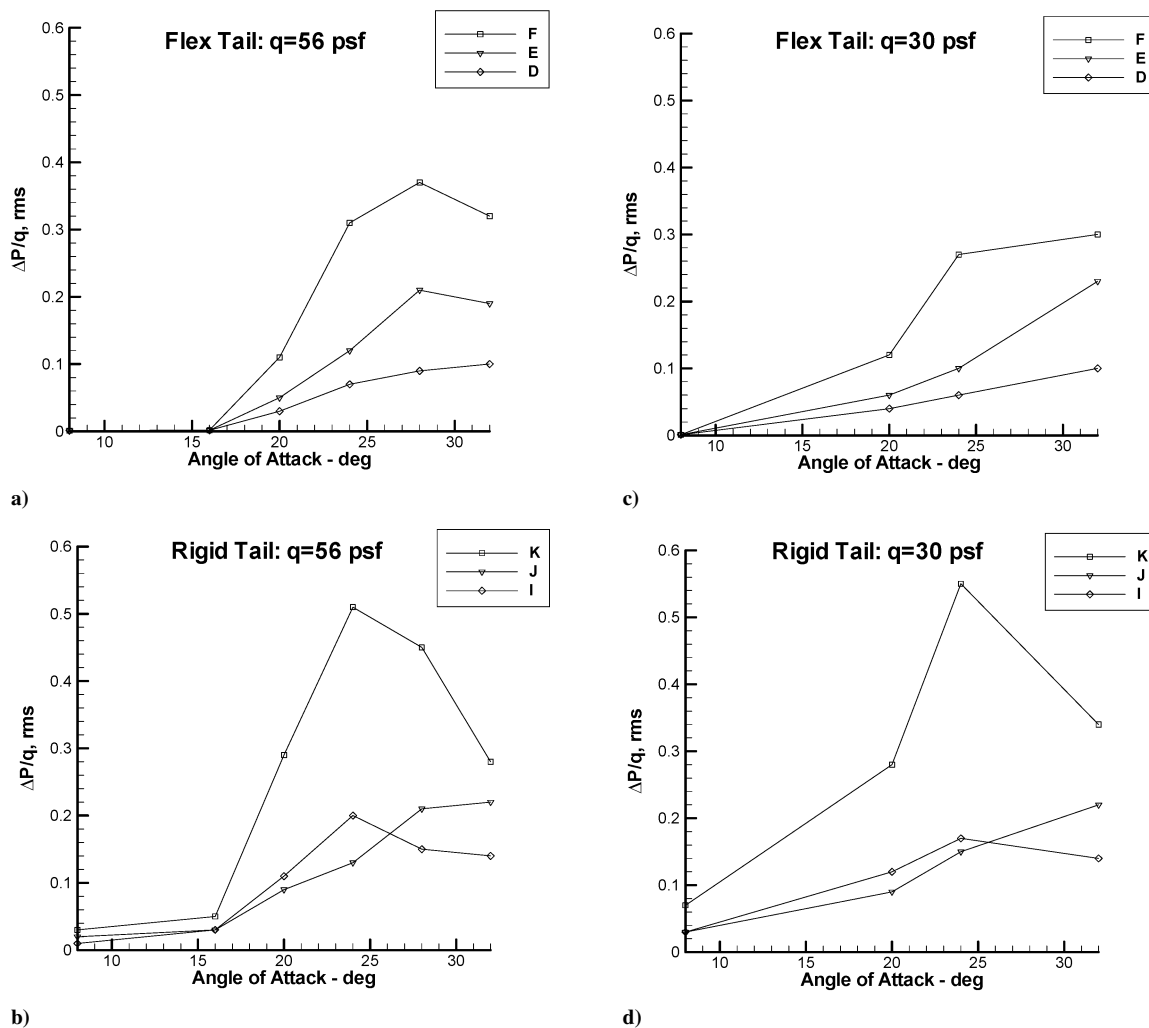 Flex Tail: q=56 psf
F
E
D
0.6
0.5
0.4
0.3
0.2
0.1
0
ΔP/q, rms
10 15 20 25 30
Angle of Attack - deg
a)
Flex Tail: q=30 psf
F
E
D
0.6
0.5
0.4
0.3
0.2
0.1
0
ΔP/q, rms
10 15 20 25 30
Angle of Attack - deg
c)
Rigid Tail: q=56 psf
K
J
I
0.6
0.5
0.4
0.3
0.2
0.1
0
ΔP/q, rms
10 15 20 25 30
Angle of Attack - deg
b)
Rigid Tail: q=30 psf
K
J
I
0.6
0.5
0.4
0.3
0.2
0.1
0
ΔP/q, rms
10 15 20 25 30
Angle of Attack - deg
d)